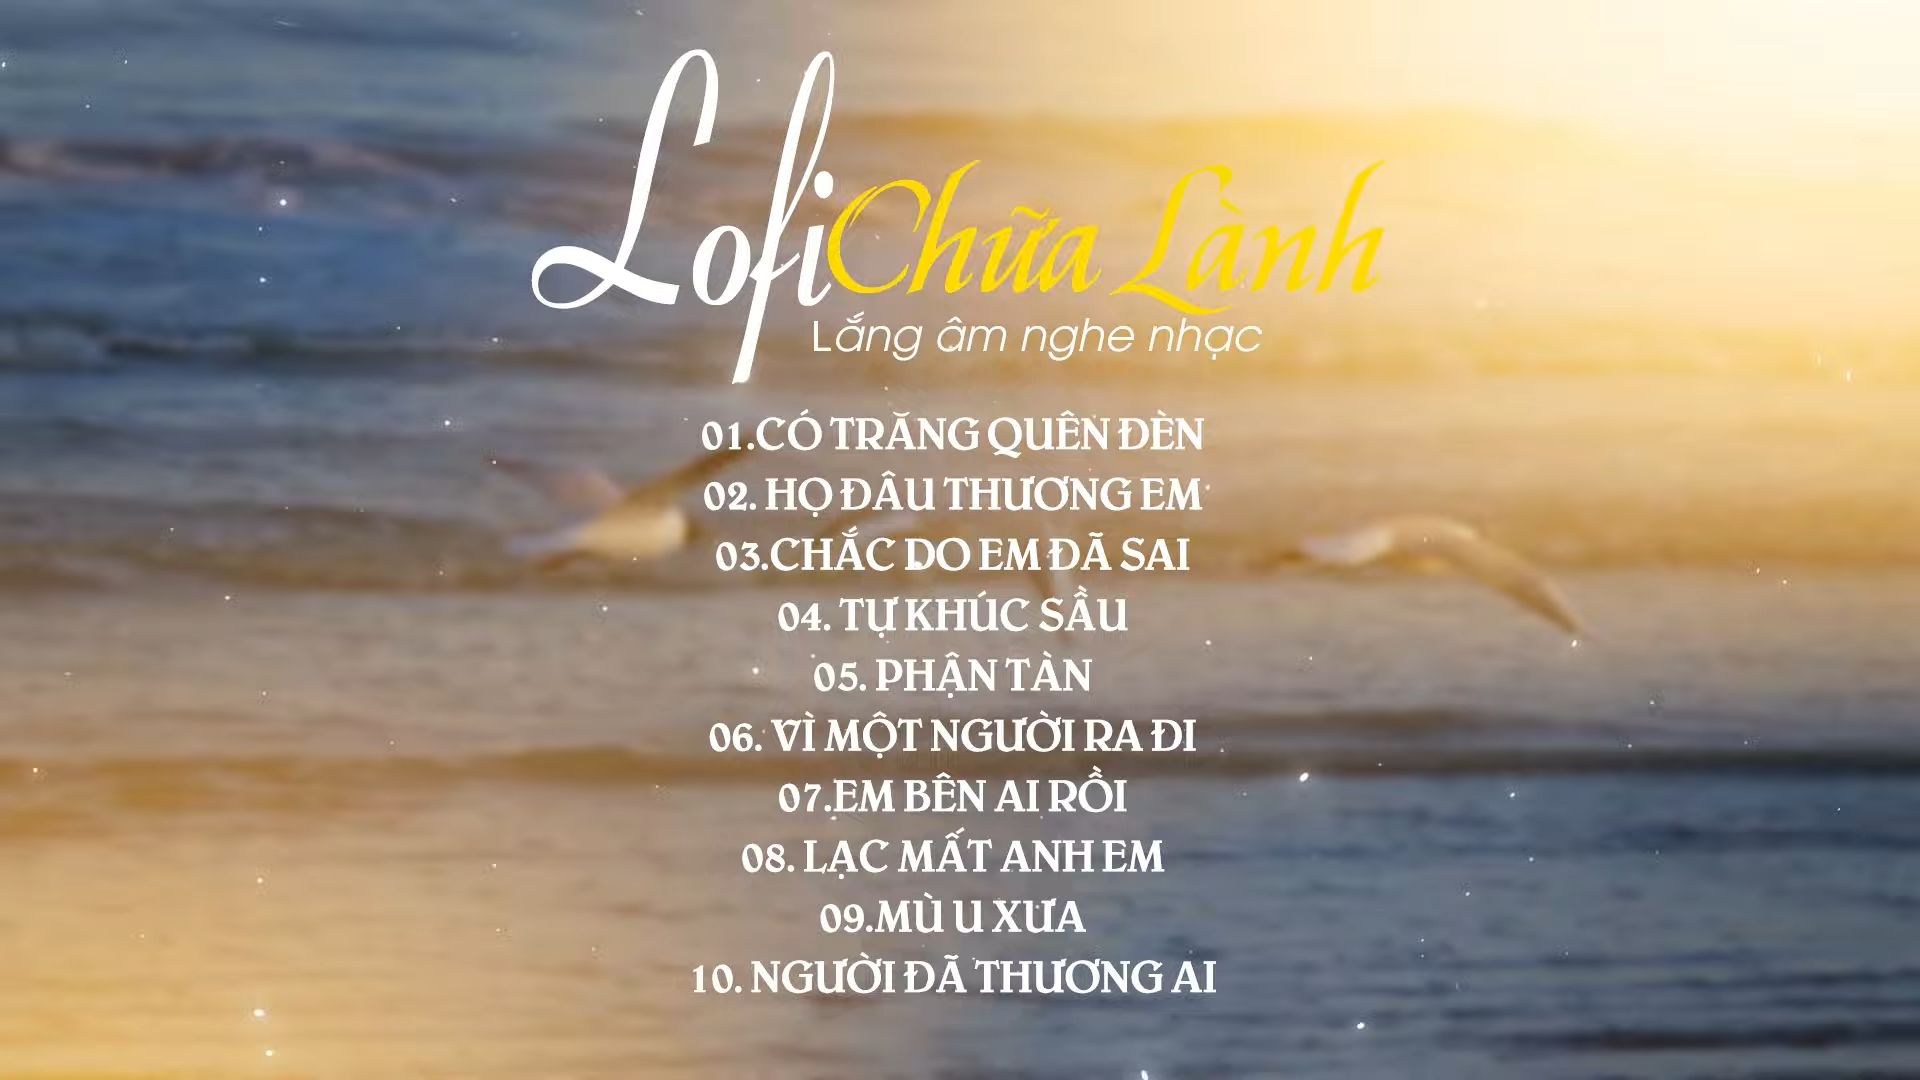 Lofi Chữa Lành
Lắng âm nghe nhạc
01.CÓ TRĂNG QUÊN ĐÈN
02. HỌ ĐÂU THƯƠNG EM
03.CHẮC DO EM ĐÃ SAI
04. TỰ KHÚC SẦU
05. PHẬN TÀN
06. VÌ MỘT NGƯỜI RA ĐI
07.EM BÊN AI RỒI
08. LẠC MẤT ANH EM
09.MÙ U XƯA
10. NGƯỜI ĐÃ THƯƠNG AI